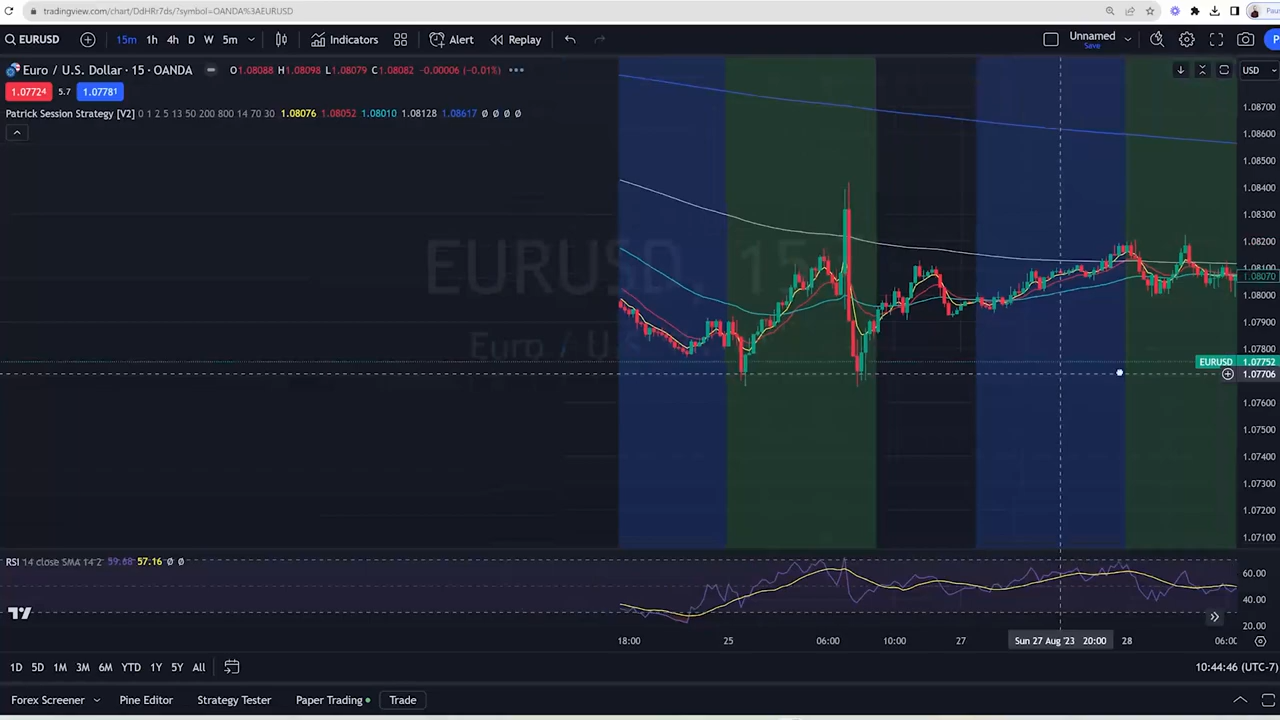 tradingview.com/chart/DdHRr7ds/?symbol=OANDA%3AEURUSD
EURUSD 15m 1h 4h D W 5m Indicators Alert Replay Unnamed
Save
Euro / U.S. Dollar · 15 · OANDA O1.08088 H1.08098 L1.08079 C1.08082 -0.00006 (-0.01%) USD
1.07724 5.7 1.07781
Patrick Session Strategy [V2] 0 1 2 5 13 50 200 800 14 70 30 1.08076 1.08052 1.08010 1.08128 1.08617 Ø Ø Ø Ø
1.08700
1.08600
1.08500
1.08400
1.08300
1.08200
EURUSD, 15
1.08100
1.08070
1.08000
1.07900
1.07800
Euro / U.S.
EURUSD 1.07752
1.07706
1.07600
1.07500
1.07400
1.07300
1.07200
1.07100
RSI 14 close SMA 14 2 59.68 57.16 Ø Ø
60.00
40.00
20.00
18:00 25 06:00 10:00 27 Sun 27 Aug '23 20:00 28 06:00
1D 5D 1M 3M 6M YTD 1Y 5Y All 10:44:46 (UTC-7)
Forex Screener Pine Editor Strategy Tester Paper Trading Trade